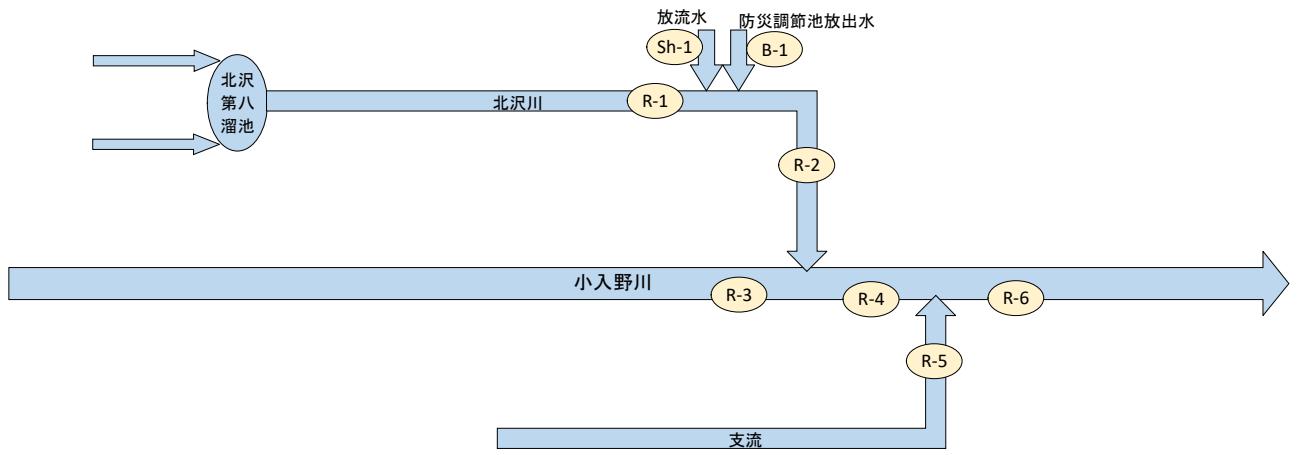 放流水
防災調節池放出水
Sh-1
B-1
北沢
第八
溜池
北沢川
R-1
R-2
小入野川
R-3
R-4
R-6
R-5
支流